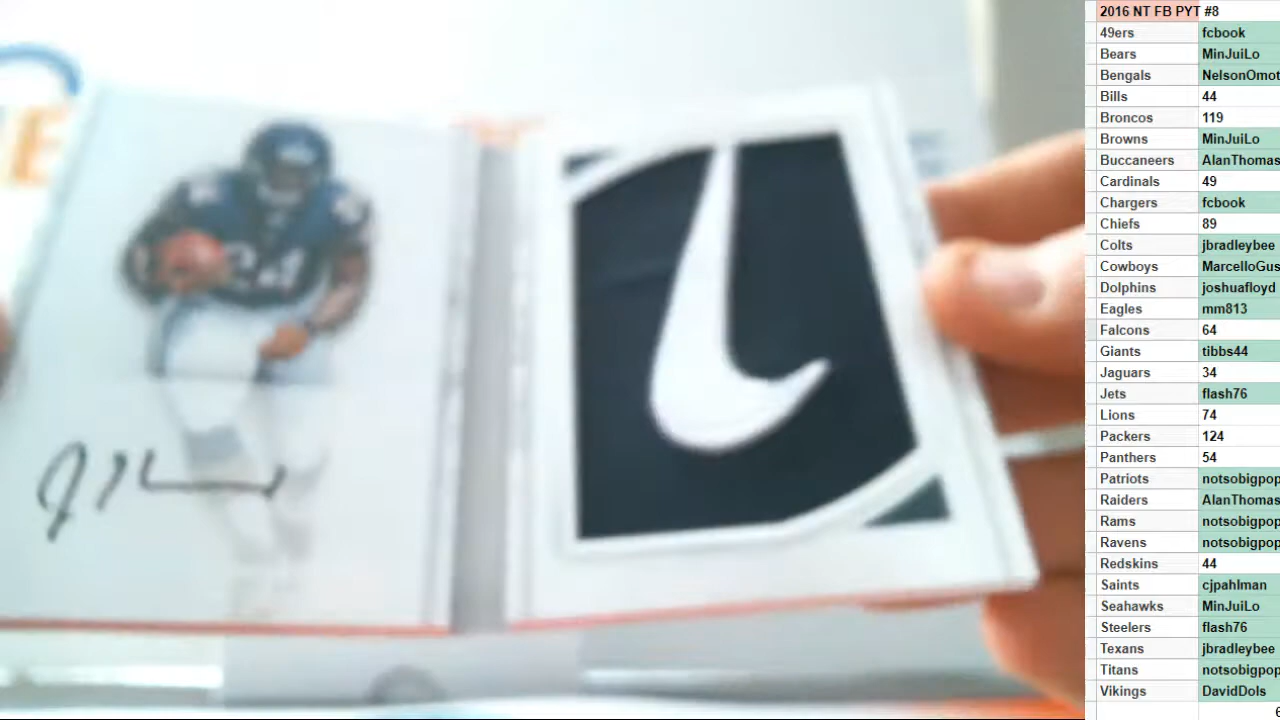 24
2016 NT FB PYT #8
49ers fcbook
Bears MinJuiLo
Bengals NelsonOmot
Bills 44
Broncos 119
Browns MinJuiLo
Buccaneers AlanThomas
Cardinals 49
Chargers fcbook
Chiefs 89
Colts jbradleybee
Cowboys MarcelloGus
Dolphins joshuafloyd
Eagles mm813
Falcons 64
Giants tibbs44
Jaguars 34
Jets flash76
Lions 74
Packers 124
Panthers 54
Patriots notsobigpop
Raiders AlanThomas
Rams notsobigpop
Ravens notsobigpop
Redskins 44
Saints cjpahlman
Seahawks MinJuiLo
Steelers flash76
Texans jbradleybee
Titans notsobigpop
Vikings DavidDols
6